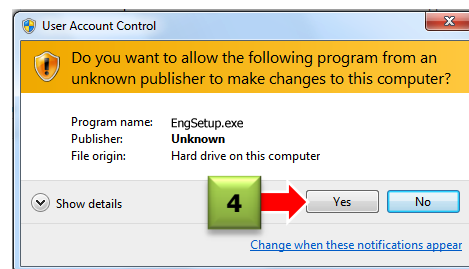 User Account Control
Do you want to allow the following program from an
unknown publisher to make changes to this computer?
Program name: EngSetup.exe
Publisher: Unknown
File origin: Hard drive on this computer
Show details
4
Yes
No
Change when these notifications appear